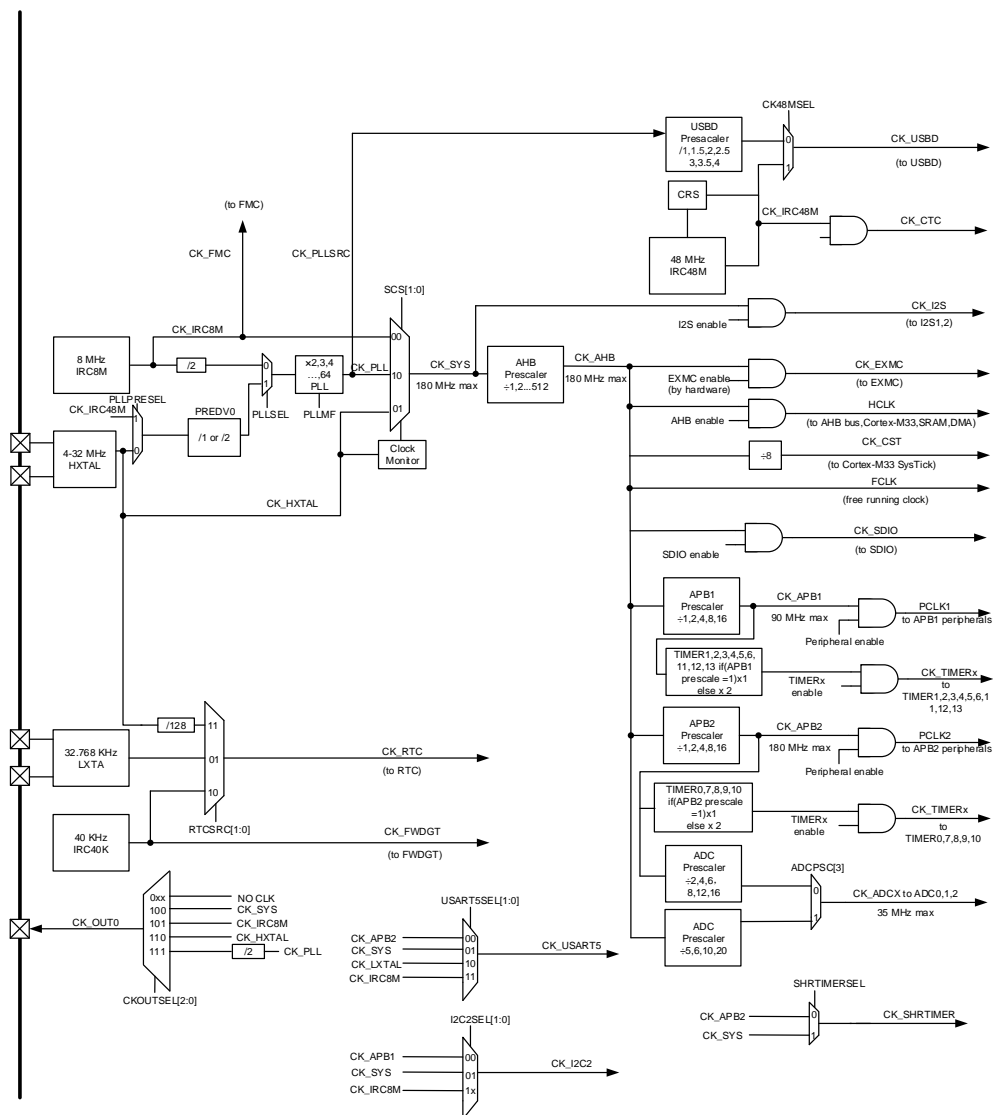 CK48MSEL
USBD
Presacaler
/1,1.5,2,2.5
3,3.5,4
0
1
CK_USBD
(to USBD)
CRS
CK_IRC48M
CK_CTC
48 MHz
IRC48M
(to FMC)
CK_FMC
CK_PLLSRC
SCS[1:0]
CK_I2S
I2S enable
(to I2S1,2)
CK_IRC8M
00
8 MHz
IRC8M
/2
0
1
PLLSEL
×2,3,4
…,64
PLL
PLLMF
CK_PLL
10
01
CK_SYS
180 MHz max
AHB
Prescaler
÷1,2...512
CK_AHB
180 MHz max
CK_EXMC
EXMC enable
(by hardware)
(to EXMC)
PLLPRESEL
CK_IRC48M
1
0
PREDV0
/1 or /2
HCLK
AHB enable
(to AHB bus,Cortex-M33,SRAM,DMA)
4-32 MHz
HXTAL
Clock
Monitor
÷8
CK_CST
(to Cortex-M33 SysTick)
CK_HXTAL
FCLK
(free running clock)
CK_SDIO
SDIO enable
(to SDIO)
APB1
Prescaler
÷1,2,4,8,16
CK_APB1
90 MHz max
Peripheral enable
PCLK1
to APB1 peripherals
TIMER1,2,3,4,5,6,
11,12,13 if(APB1
prescale =1)x1
else x 2
TIMERx
enable
CK_TIMERx
to
TIMER1,2,3,4,5,6,1
1,12,13
/128
11
01
10
RTCSRC[1:0]
32.768 KHz
LXTA
CK_RTC
(to RTC)
APB2
Prescaler
÷1,2,4,8,16
CK_APB2
180 MHz max
Peripheral enable
PCLK2
to APB2 peripherals
TIMER0,7,8,9,10
if(APB2 prescale
=1)x1
else x 2
TIMERx
enable
CK_TIMERx
to
TIMER0,7,8,9,10
40 KHz
IRC40K
CK_FWDGT
(to FWDGT)
ADC
Prescaler
÷2,4,6,
8,12,16
ADCPSC[3]
0
1
CK_ADCX to ADC0,1,2
35 MHz max
ADC
Prescaler
÷5,6,10,20
CK_OUT0
0xx
100
101
110
111
NO CLK
CK_SYS
CK_IRC8M
CK_HXTAL
/2
CK_PLL
CKOUTSEL[2:0]
USART5SEL[1:0]
CK_APB2
CK_SYS
CK_LXTAL
CK_IRC8M
00
01
10
11
CK_USART5
SHRTIMERSEL
CK_APB2
CK_SYS
0
1
CK_SHRTIMER
I2C2SEL[1:0]
CK_APB1
CK_SYS
CK_IRC8M
00
01
1x
CK_I2C2